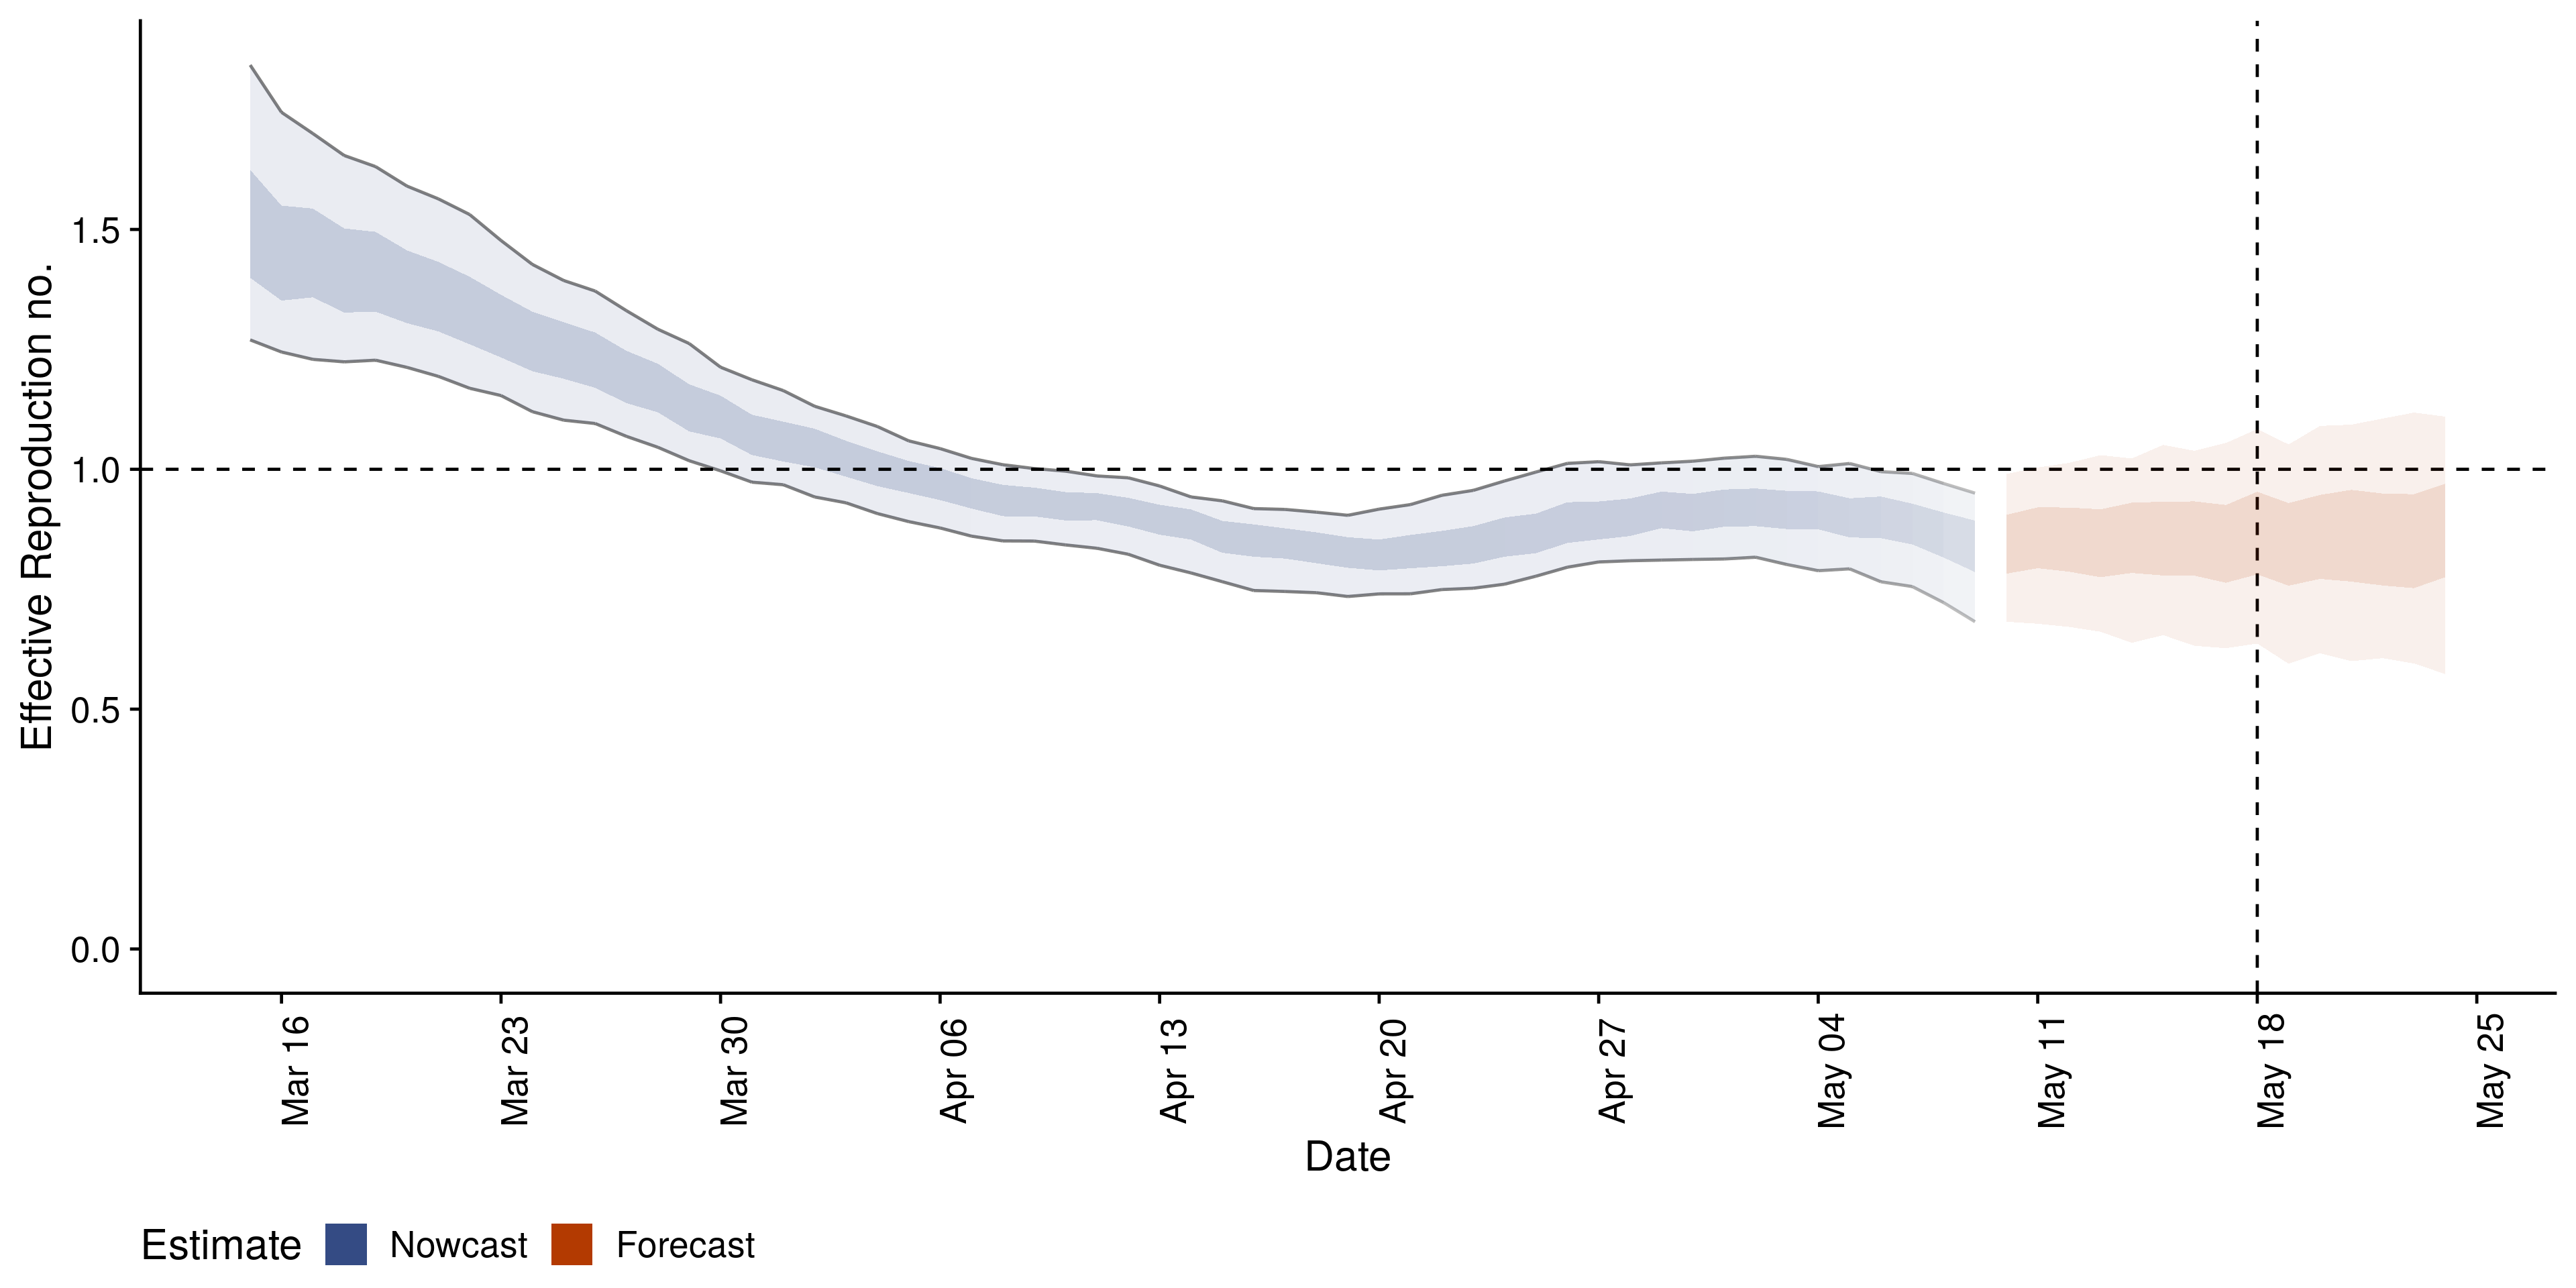 Effective Reproduction no.
1.5
1.0
0.5
0.0
Mar 16
Mar 23
Mar 30
Apr 06
Apr 13
Apr 20
Apr 27
May 04
May 11
May 18
May 25
Date
Estimate Nowcast Forecast